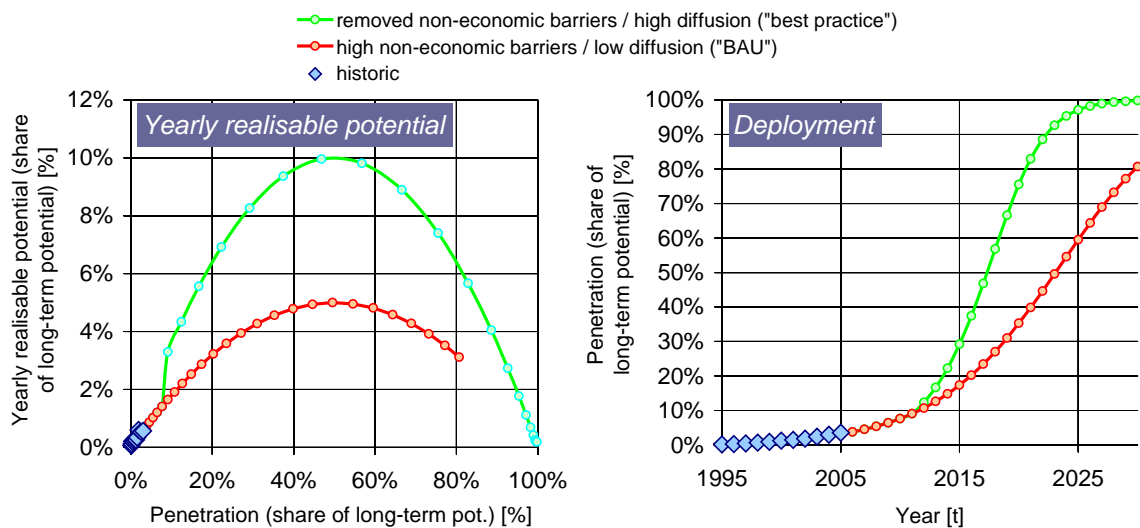 removed non-economic barriers / high diffusion ("best practice")
high non-economic barriers / low diffusion ("BAU")
historic
Yearly realisable potential
Yearly realisable potential (share
of long-term potential) [%]
12%
10%
8%
6%
4%
2%
0%
0%
20%
40%
60%
80%
100%
Penetration (share of long-term pot.) [%]
Deployment
Penetration (share of
long-term potential) [%]
100%
90%
80%
70%
60%
50%
40%
30%
20%
10%
0%
1995
2005
2015
2025
Year [t]